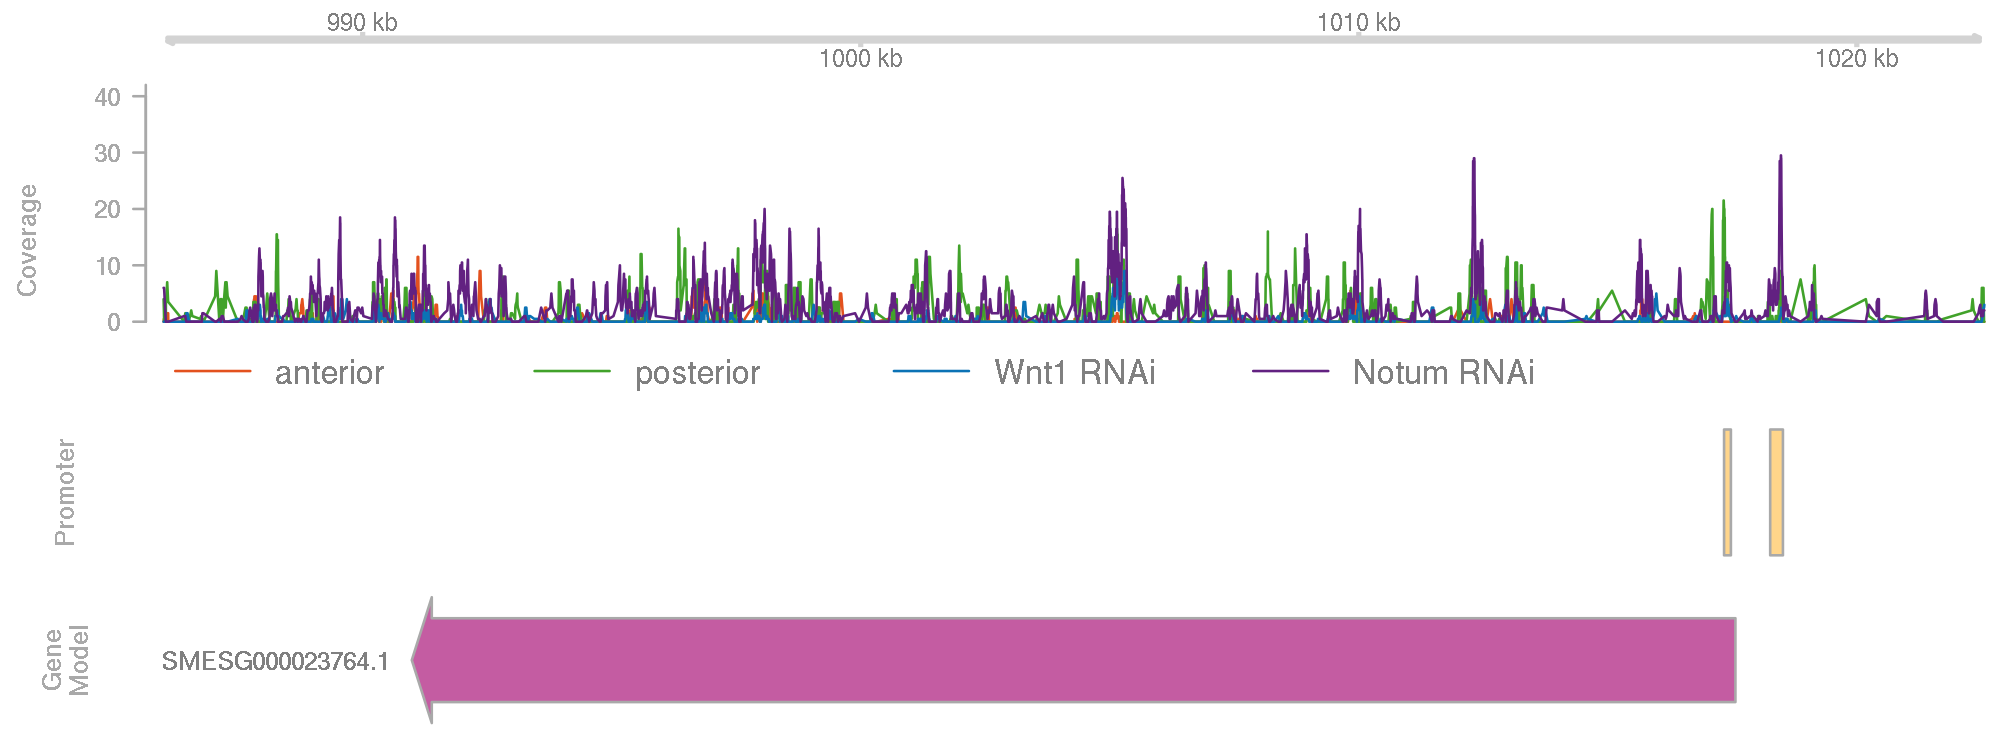 990 kb
1010 kb
1000 kb
1020 kb
Coverage
40
30
20
10
0
anterior
posterior
Wnt1 RNAi
Notum RNAi
Promoter
Gene
Model
SMESG000023764.1